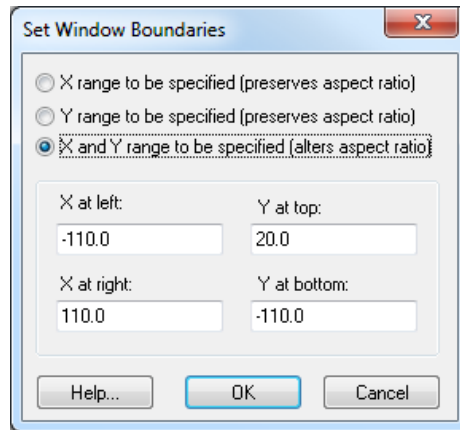 Set Window Boundaries
X range to be specified (preserves aspect ratio)
Y range to be specified (preserves aspect ratio)
X and Y range to be specified (alters aspect ratio)
X at left:
Y at top:
-110.0
20.0
X at right:
Y at bottom:
110.0
-110.0
Help...
OK
Cancel